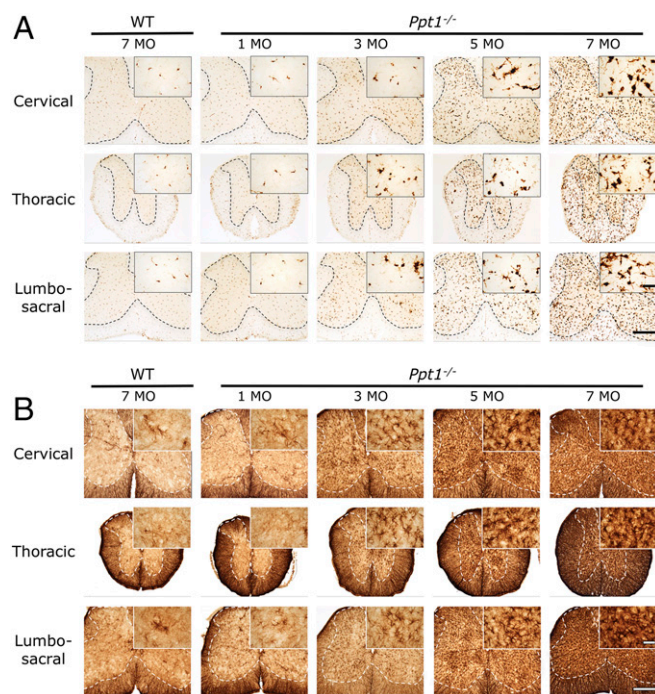 A
WT
Ppt1-/-
7 MO
1 MO
3 MO
5 MO
7 MO
Cervical
Thoracic
Lumbo-
sacral
B
WT
Ppt1-/-
7 MO
1 MO
3 MO
5 MO
7 MO
Cervical
Thoracic
Lumbo-
sacral